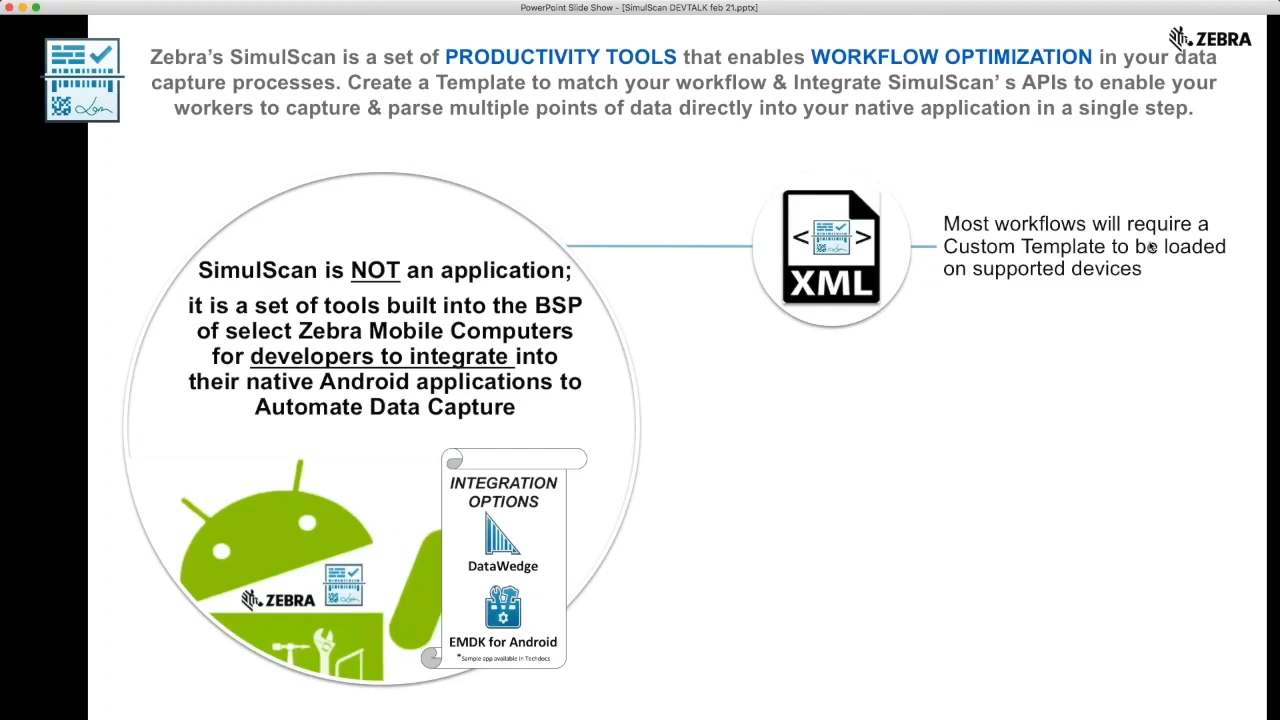 PowerPoint Slide Show - [SimulScan DEVTALK feb 21.pptx]
ZEBRA
Zebra’s SimulScan is a set of PRODUCTIVITY TOOLS that enables WORKFLOW OPTIMIZATION in your data
capture processes. Create a Template to match your workflow & Integrate SimulScan’ s APIs to enable your
workers to capture & parse multiple points of data directly into your native application in a single step.
SimulScan is NOT an application;
it is a set of tools built into the BSP
of select Zebra Mobile Computers
for developers to integrate into
their native Android applications to
Automate Data Capture
ZEBRA
INTEGRATION
OPTIONS
DataWedge
EMDK for Android
*Sample app available in Techdocs
< >
XML
Most workflows will require a
Custom Template to be loaded
on supported devices